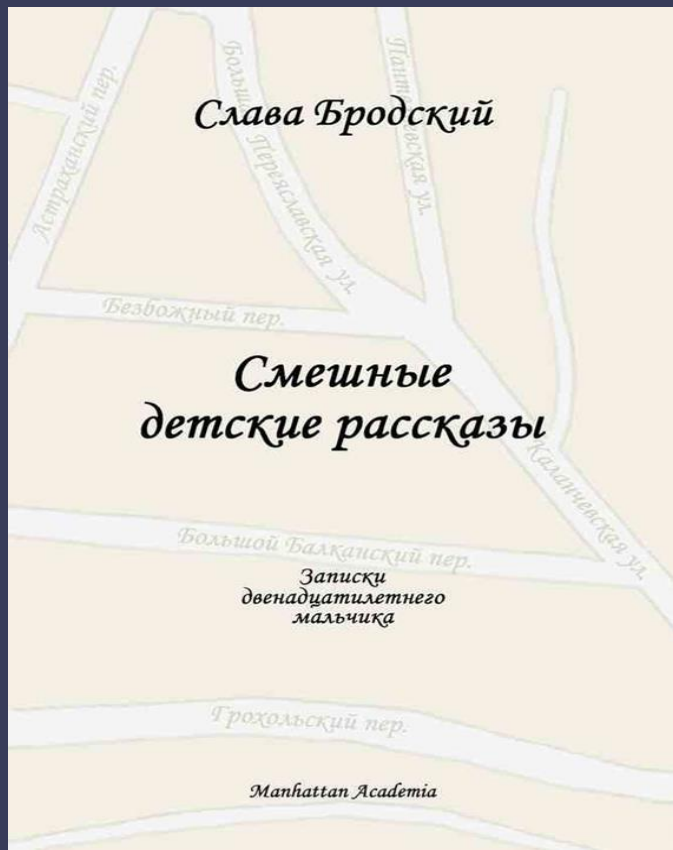 Слава Бродский
Астраханский пер.
Большая Переяславская ул.
Пантелеевская ул.
Безбожный пер.
Смешные
детские рассказы
Каланчевская ул.
Большой Балканский пер.
Записки
двенадцатилетнего
мальчика
Грохольский пер.
Manhattan Academia